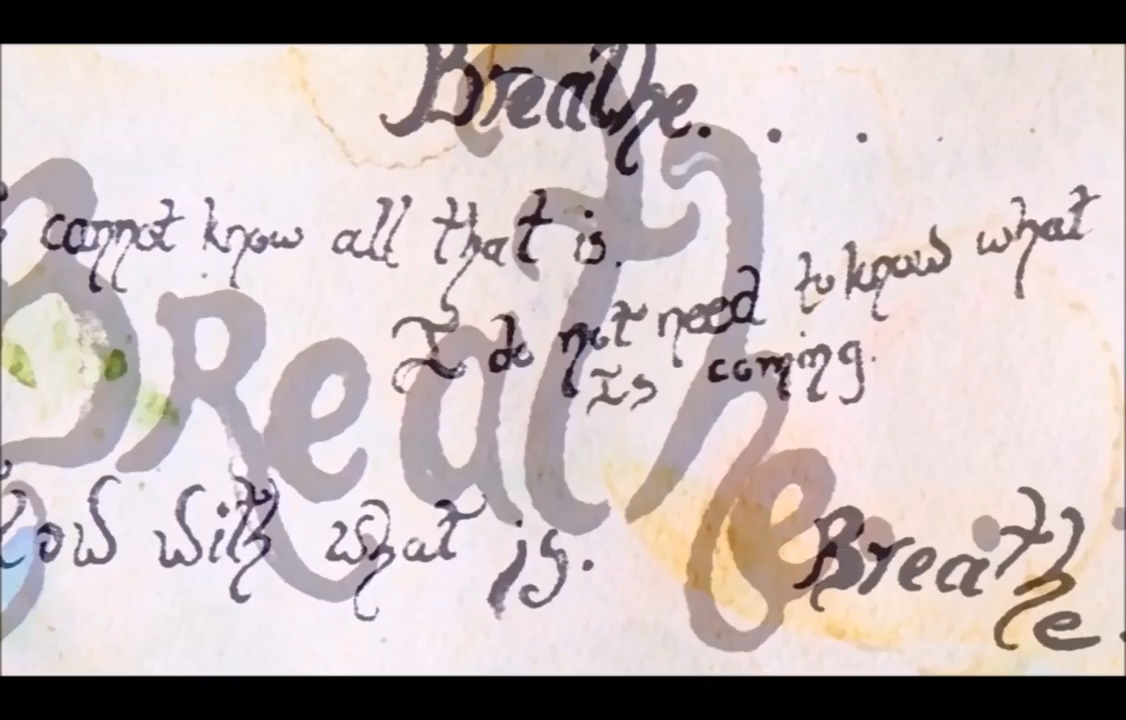 Breathe. . . .
cannot know all that is.
I do not need to know what
Is coming.
Breathe
with what is.
Breathe.